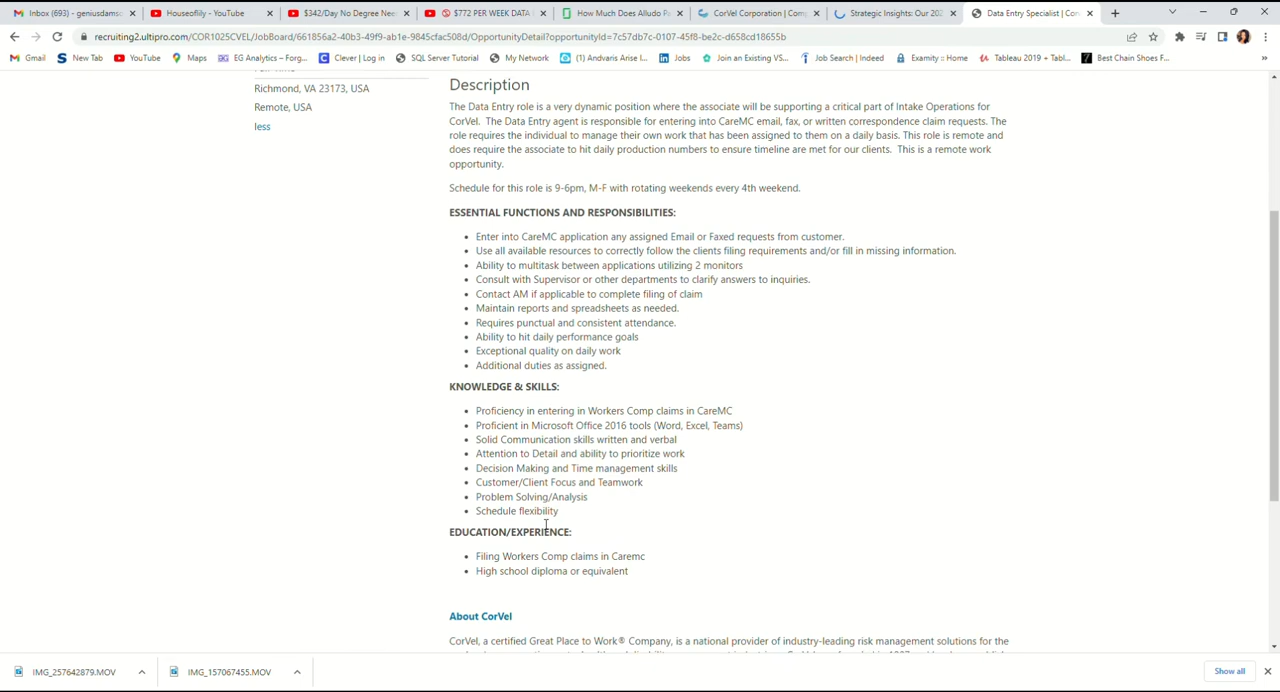 Inbox (693) - geniusdams
Houseoflily - YouTube
$342/Day No Degree Nee
$772 PER WEEK DATA
How Much Does Alludo P
CorVel Corporation | Com
Strategic Insights: Our 202
Data Entry Specialist | Cor
recruiting2.ultipro.com/COR1025CVEL/JobBoard/661856a2-40b3-49f9-ab1e-9845cfac508d/OpportunityDetail?opportunityId=7c57db7c-0107-45f8-be2c-d658cd18655b
Gmail
New Tab
YouTube
Maps
EG Analytics – Forg...
Clever | Log in
SQL Server Tutorial
My Network
(1) Andvaris Arise I...
Jobs
Join an Existing VS...
Job Search | Indeed
Examity :: Home
Tableau 2019 + Tabl...
Best Chain Shoes F...
Richmond, VA 23173, USA
Remote, USA
less
Description
The Data Entry role is a very dynamic position where the associate will be supporting a critical part of Intake Operations for
CorVel. The Data Entry agent is responsible for entering into CareMC email, fax, or written correspondence claim requests. The
role requires the individual to manage their own work that has been assigned to them on a daily basis. This role is remote and
does require the associate to hit daily production numbers to ensure timeline are met for our clients. This is a remote work
opportunity.
Schedule for this role is 9-6pm, M-F with rotating weekends every 4th weekend.
ESSENTIAL FUNCTIONS AND RESPONSIBILITIES:
• Enter into CareMC application any assigned Email or Faxed requests from customer.
• Use all available resources to correctly follow the clients filing requirements and/or fill in missing information.
• Ability to multitask between applications utilizing 2 monitors
• Consult with Supervisor or other departments to clarify answers to inquiries.
• Contact AM if applicable to complete filing of claim
• Maintain reports and spreadsheets as needed.
• Requires punctual and consistent attendance.
• Ability to hit daily performance goals
• Exceptional quality on daily work
• Additional duties as assigned.
KNOWLEDGE & SKILLS:
• Proficiency in entering in Workers Comp claims in CareMC
• Proficient in Microsoft Office 2016 tools (Word, Excel, Teams)
• Solid Communication skills written and verbal
• Attention to Detail and ability to prioritize work
• Decision Making and Time management skills
• Customer/Client Focus and Teamwork
• Problem Solving/Analysis
• Schedule flexibility
EDUCATION/EXPERIENCE:
• Filing Workers Comp claims in Caremc
• High school diploma or equivalent
About CorVel
CorVel, a certified Great Place to Work® Company, is a national provider of industry-leading risk management solutions for the
IMG_257642879.MOV
IMG_157067455.MOV
Show all